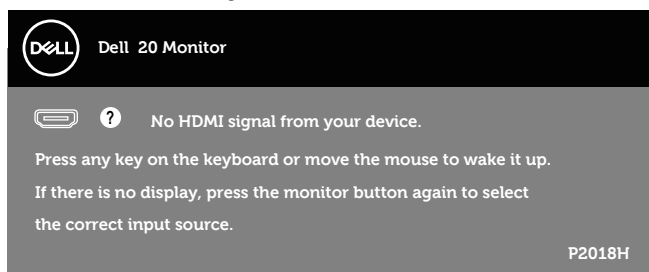 DELL
Dell 20 Monitor
? No HDMI signal from your device.
Press any key on the keyboard or move the mouse to wake it up.
If there is no display, press the monitor button again to select
the correct input source.
P2018H